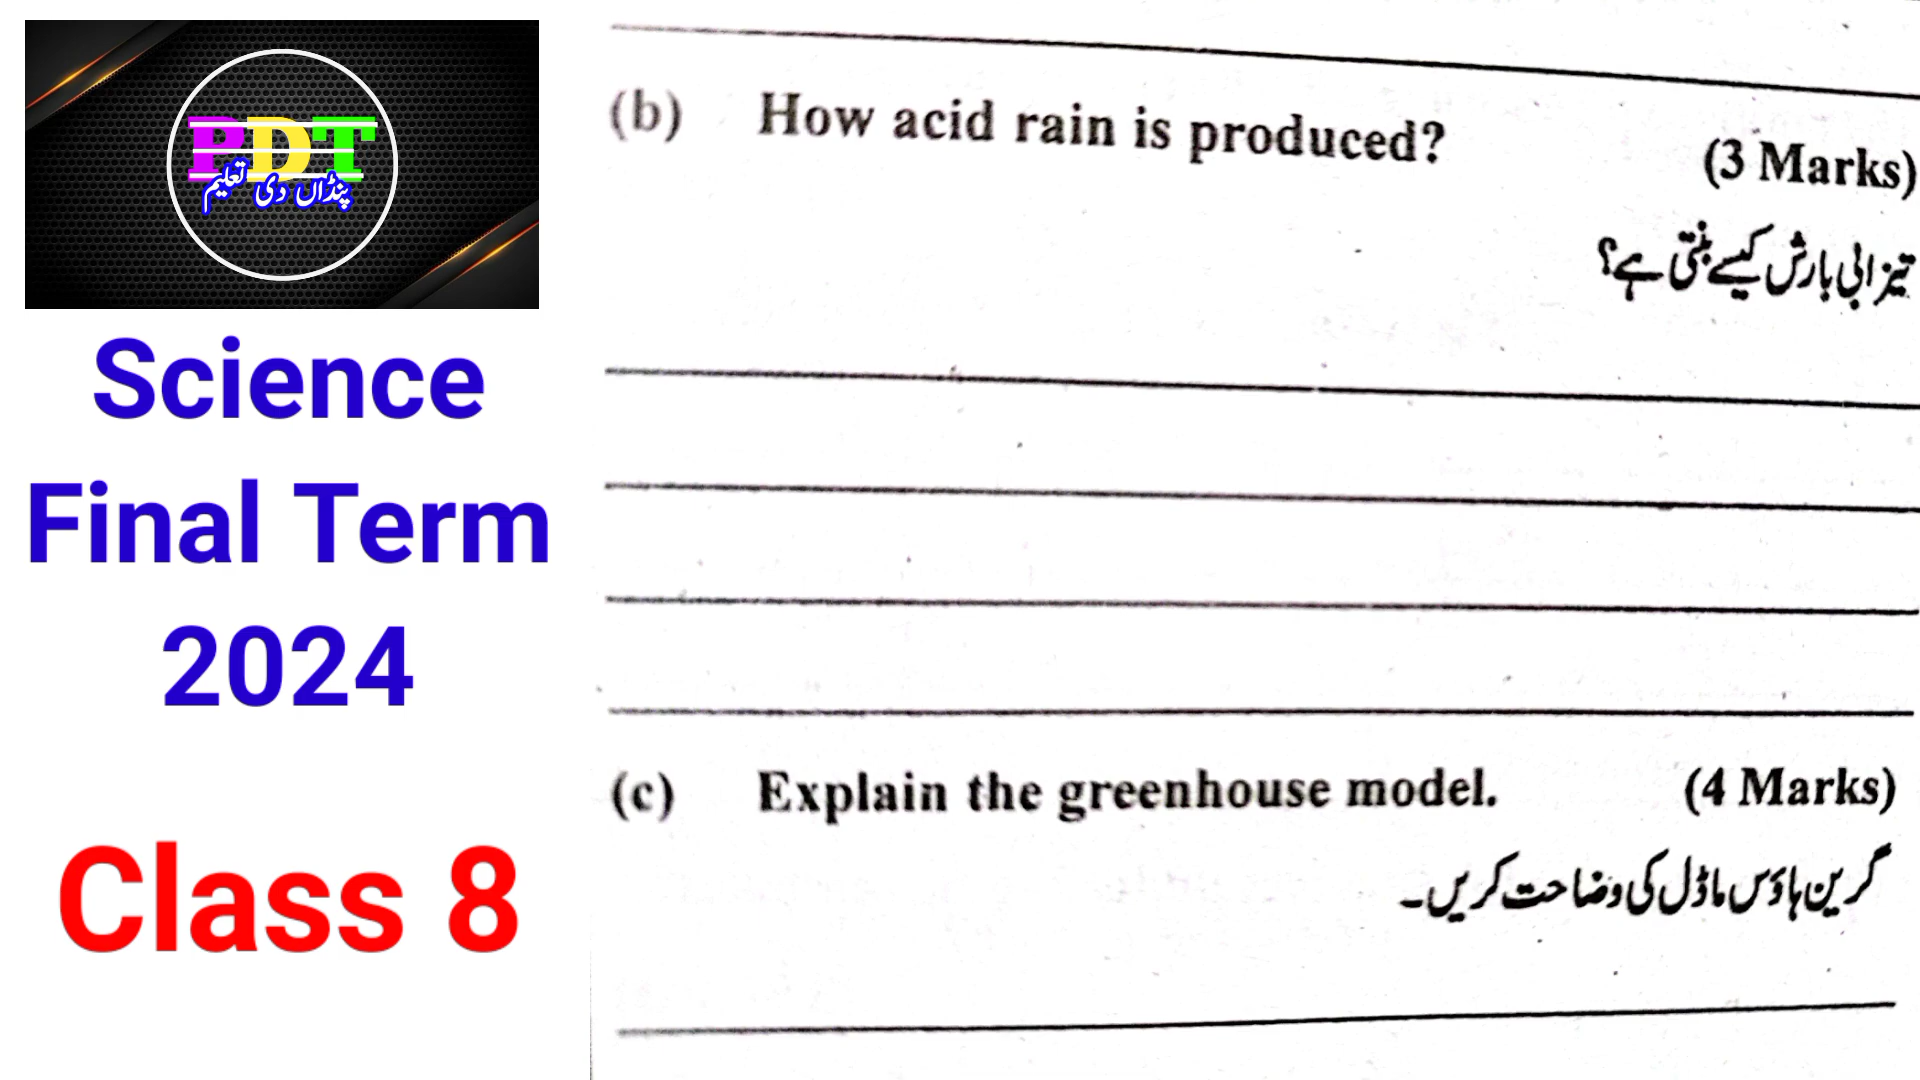 PDT
پنڈاں دی تعلیم
Science
Final Term
2024
Class 8
(b) How acid rain is produced? (3 Marks)
تیزابی بارش کیسے بنتی ہے؟
(c) Explain the greenhouse model. (4 Marks)
گرین ہاؤس ماڈل کی وضاحت کریں۔